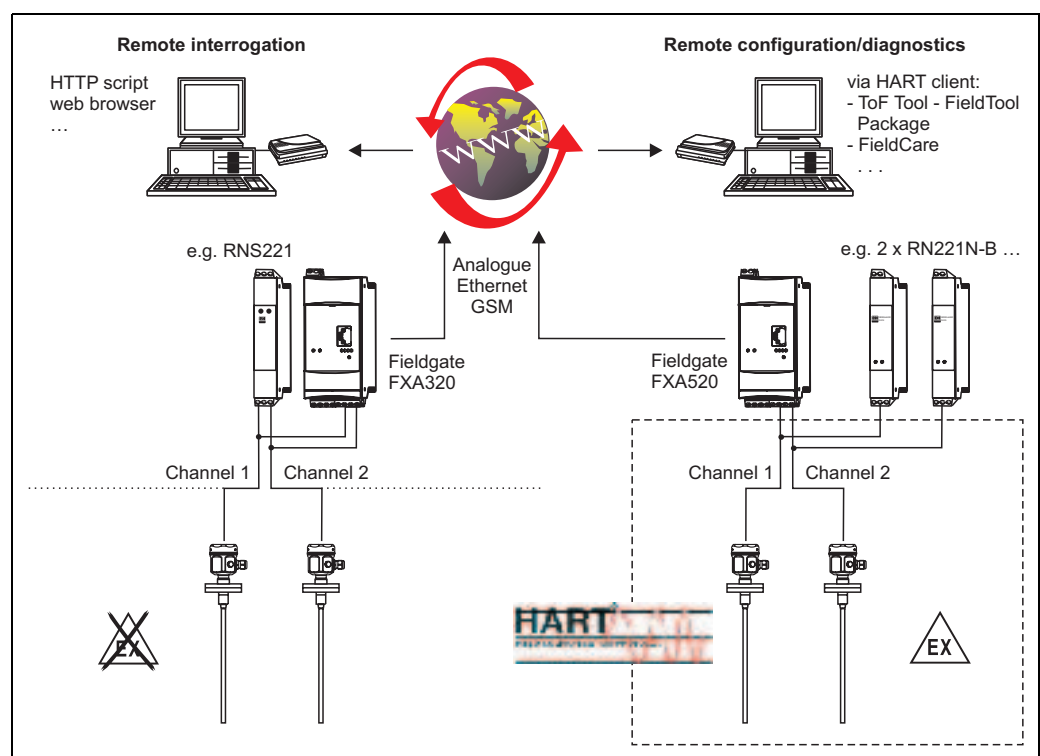 Remote interrogation
HTTP script
web browser
…
WWW
Remote configuration/diagnostics
via HART client:
- ToF Tool - FieldTool
Package
- FieldCare
. . .
e.g. RNS221
Analogue
Ethernet
GSM
e.g. 2 x RN221N-B …
Fieldgate
FXA320
Fieldgate
FXA520
Channel 1
Channel 2
Channel 1
Channel 2
EX
HART
EX